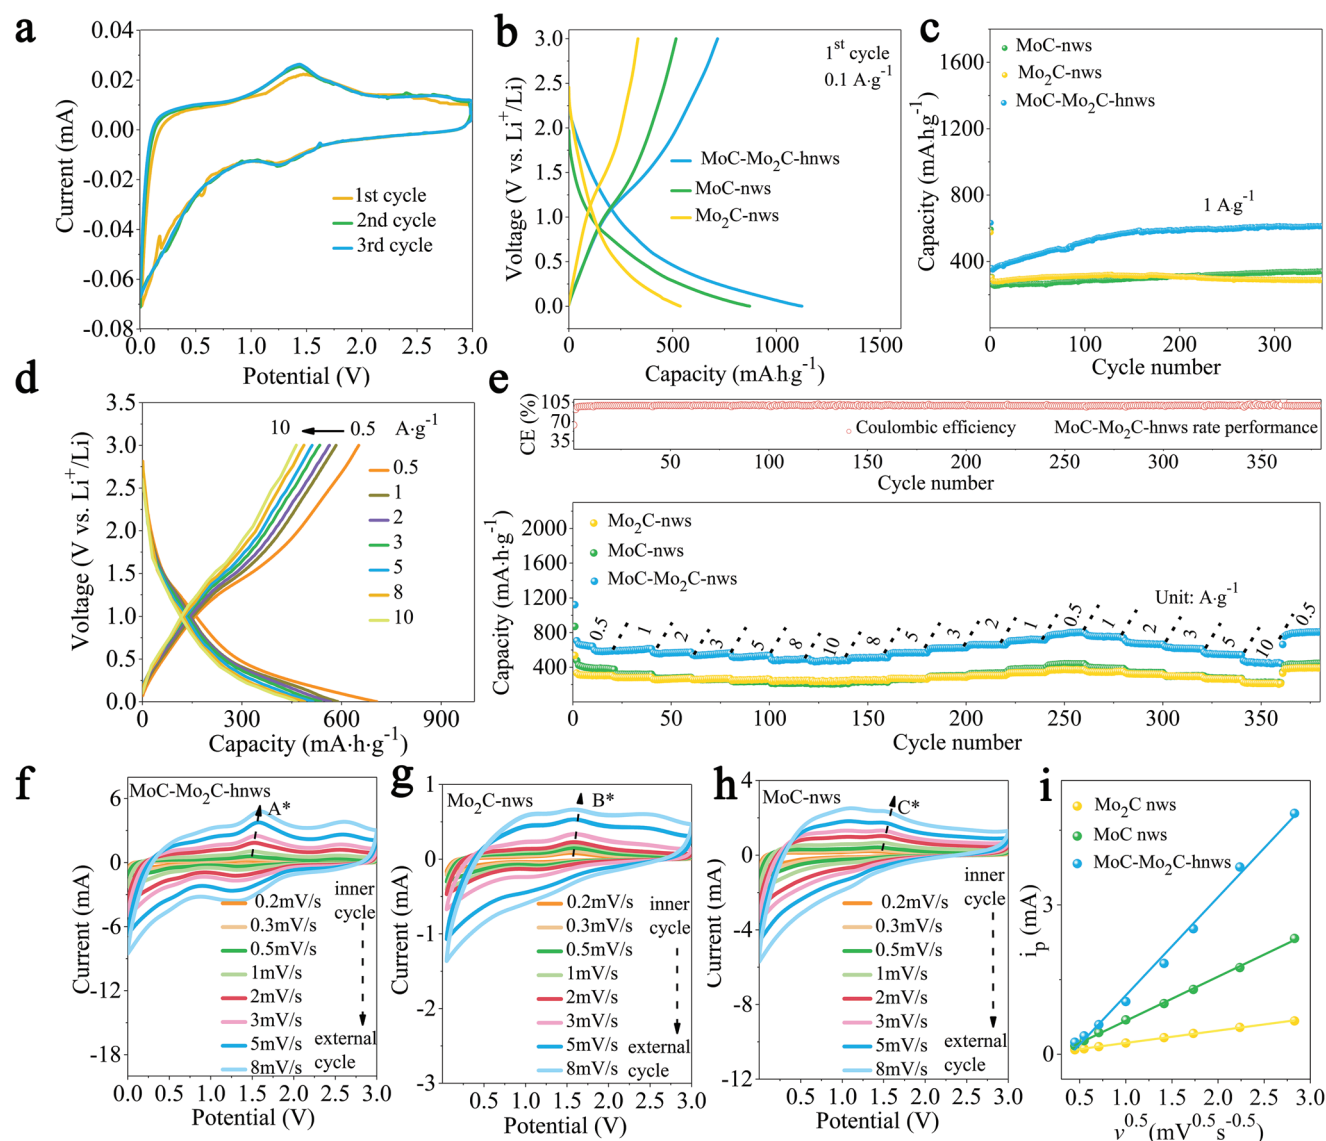 a
0.04
0.02
0.00
-0.02
-0.04
-0.06
-0.08
Current (mA)
1st cycle
2nd cycle
3rd cycle
0.0 0.5 1.0 1.5 2.0 2.5 3.0
Potential (V)
b
3.0
2.5
2.0
1.5
1.0
0.5
0.0
Voltage (V vs. Li⁺/Li)
1ˢᵗ cycle
0.1 A·g⁻¹
MoC-Mo₂C-hnws
MoC-nws
Mo₂C-nws
0 500 1000 1500
Capacity (mA.h.g⁻¹)
c
1600
1200
800
400
Capacity (mA.h.g⁻¹)
MoC-nws
Mo₂C-nws
MoC-Mo₂C-hnws
1 A·g⁻¹
0 100 200 300
Cycle number
d
3.5
3.0
2.5
2.0
1.5
1.0
0.5
0.0
Voltage (V vs. Li⁺/Li)
10 0.5 A·g⁻¹
0.5
1
2
3
5
8
10
0 300 600 900
Capacity (mA·h·g⁻¹)
e
105
70
35
CE (%)
Coulombic efficiency MoC-Mo₂C-hnws rate performance
50 100 150 200 250 300 350
Cycle number
2000
1600
1200
800
400
Capacity (mA·h·g⁻¹)
Mo₂C-nws
MoC-nws
MoC-Mo₂C-nws
Unit: A·g⁻¹
0.5 1 2 3 5 8 10 8 5 3 2 1 0.5 1 2 3 5 10 0.5
0 50 100 150 200 250 300 350
Cycle number
f
6
0
-6
-12
-18
Current (mA)
MoC-Mo₂C-hnws
A*
inner
cycle
0.2mV/s
0.3mV/s
0.5mV/s
1mV/s
2mV/s
3mV/s
5mV/s
8mV/s
external
cycle
0.0 0.5 1.0 1.5 2.0 2.5 3.0
Potential (V)
g
1
0
-1
-2
-3
Current (mA)
Mo₂C-nws
B*
inner
cycle
0.2mV/s
0.3mV/s
0.5mV/s
1mV/s
2mV/s
3mV/s
5mV/s
8mV/s
external
cycle
0.5 1.0 1.5 2.0 2.5 3.0
Potential (V)
h
4
0
-4
-8
-12
Current (mA)
MoC-nws
C*
inner
cycle
0.2mV/s
0.3mV/s
0.5mV/s
1mV/s
2mV/s
3mV/s
5mV/s
8mV/s
external
cycle
0.5 1.0 1.5 2.0 2.5 3.0
Potential (V)
i
3
0
iₚ (mA)
Mo₂C nws
MoC nws
MoC-Mo₂C-hnws
0.5 1.0 1.5 2.0 2.5 3.0
v⁰·⁵(mV⁰·⁵s⁻⁰·⁵)